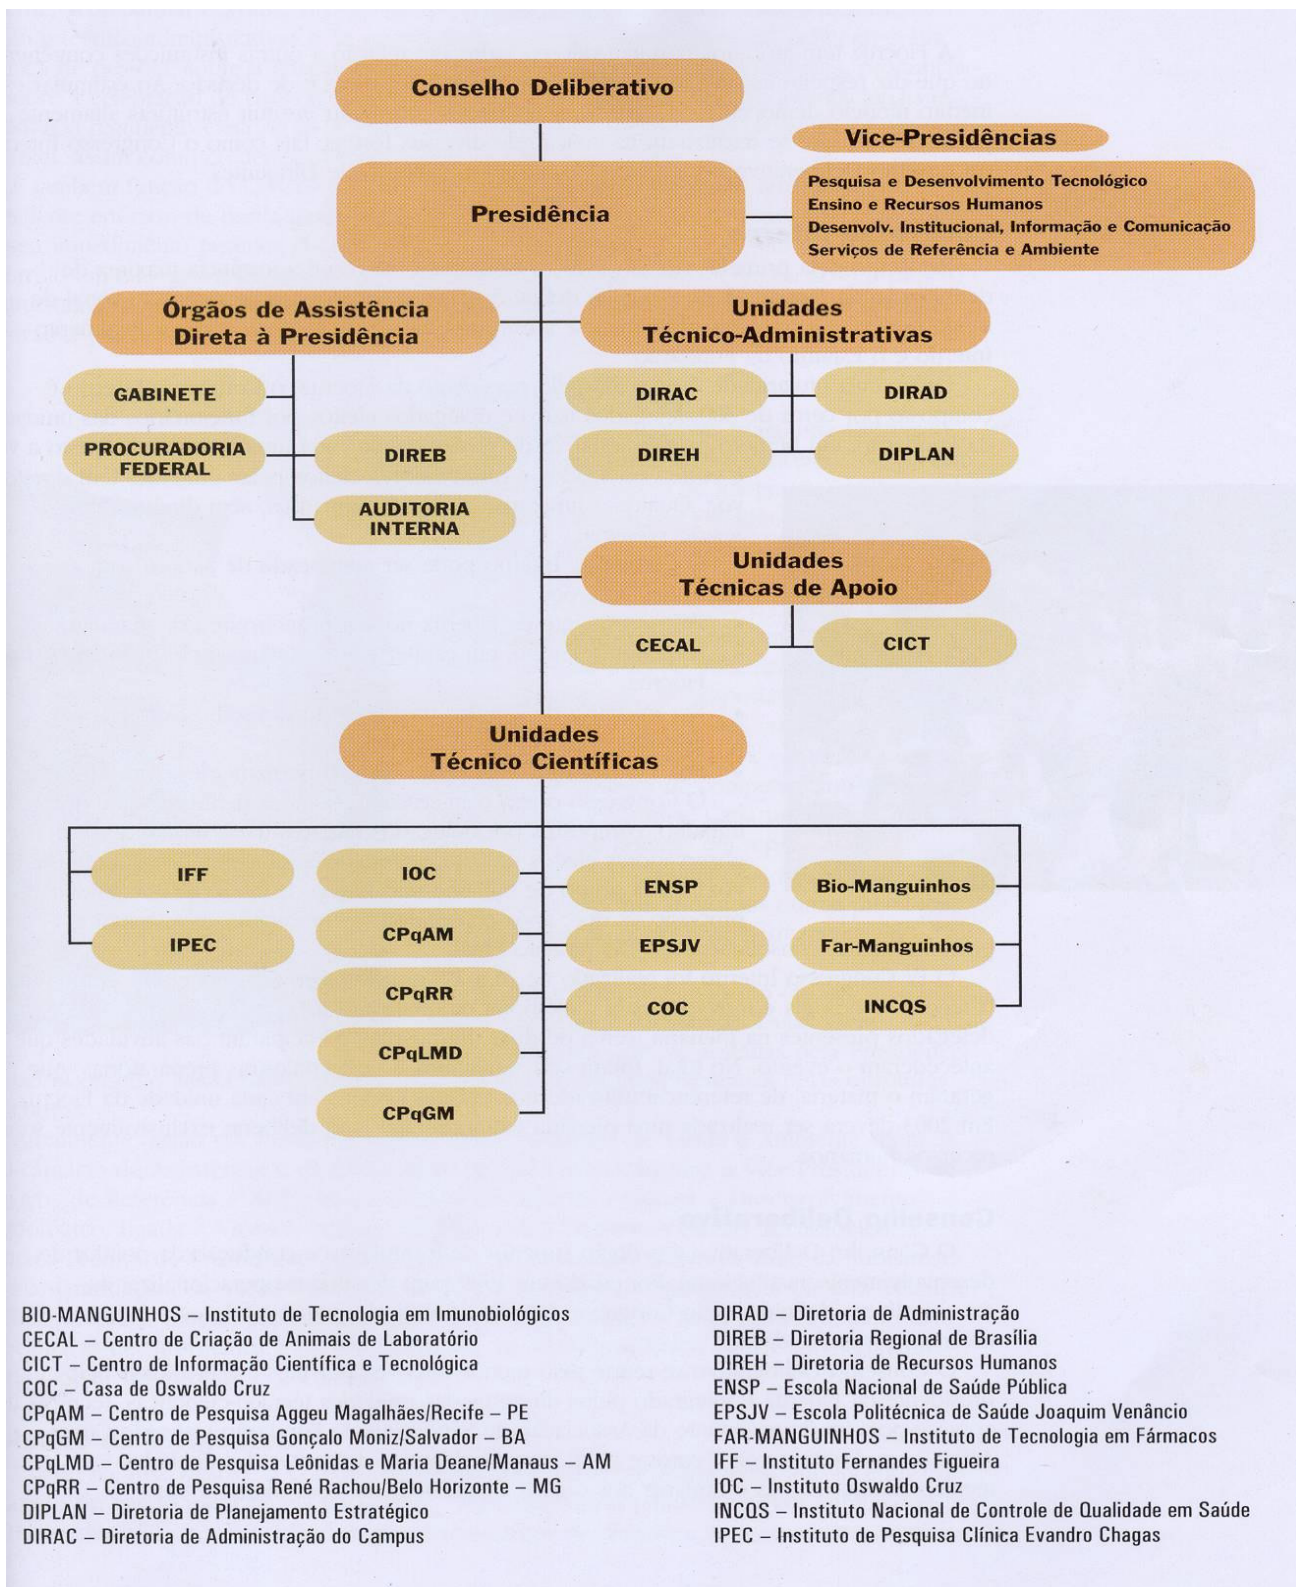 Conselho Deliberativo
Vice-Presidências
Presidência
Pesquisa e Desenvolvimento Tecnológico
Ensino e Recursos Humanos
Desenvolv. Institucional, Informação e Comunicação
Serviços de Referência e Ambiente
Órgãos de Assistência
Direta à Presidência
Unidades
Técnico-Administrativas
GABINETE
PROCURADORIA
FEDERAL
DIREB
AUDITORIA
INTERNA
DIRAC
DIRAD
DIREH
DIPLAN
Unidades
Técnicas de Apoio
CECAL
CICT
Unidades
Técnico Científicas
IFF
IPEC
IOC
CPqAM
CPqRR
CPqLMD
CPqGM
ENSP
EPSJV
COC
Bio-Manguinhos
Far-Manguinhos
INCQS
BIO-MANGUINHOS – Instituto de Tecnologia em Imunobiológicos
CECAL – Centro de Criação de Animais de Laboratório
CICT – Centro de Informação Científica e Tecnológica
COC – Casa de Oswaldo Cruz
CPqAM – Centro de Pesquisa Aggeu Magalhães/Recife – PE
CPqGM – Centro de Pesquisa Gonçalo Moniz/Salvador – BA
CPqLMD – Centro de Pesquisa Leônidas e Maria Deane/Manaus – AM
CPqRR – Centro de Pesquisa René Rachou/Belo Horizonte – MG
DIPLAN – Diretoria de Planejamento Estratégico
DIRAC – Diretoria de Administração do Campus
DIRAD – Diretoria de Administração
DIREB – Diretoria Regional de Brasília
DIREH – Diretoria de Recursos Humanos
ENSP – Escola Nacional de Saúde Pública
EPSJV – Escola Politécnica de Saúde Joaquim Venâncio
FAR-MANGUINHOS – Instituto de Tecnologia em Fármacos
IFF – Instituto Fernandes Figueira
IOC – Instituto Oswaldo Cruz
INCQS – Instituto Nacional de Controle de Qualidade em Saúde
IPEC – Instituto de Pesquisa Clínica Evandro Chagas